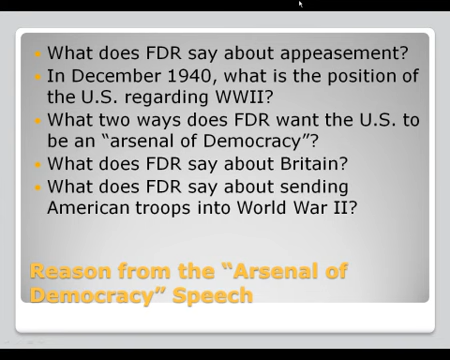 What does FDR say about appeasement?
In December 1940, what is the position of
the U.S. regarding WWII?
What two ways does FDR want the U.S. to
be an “arsenal of Democracy”?
What does FDR say about Britain?
What does FDR say about sending
American troops into World War II?
Reason from the “Arsenal of
Democracy” Speech